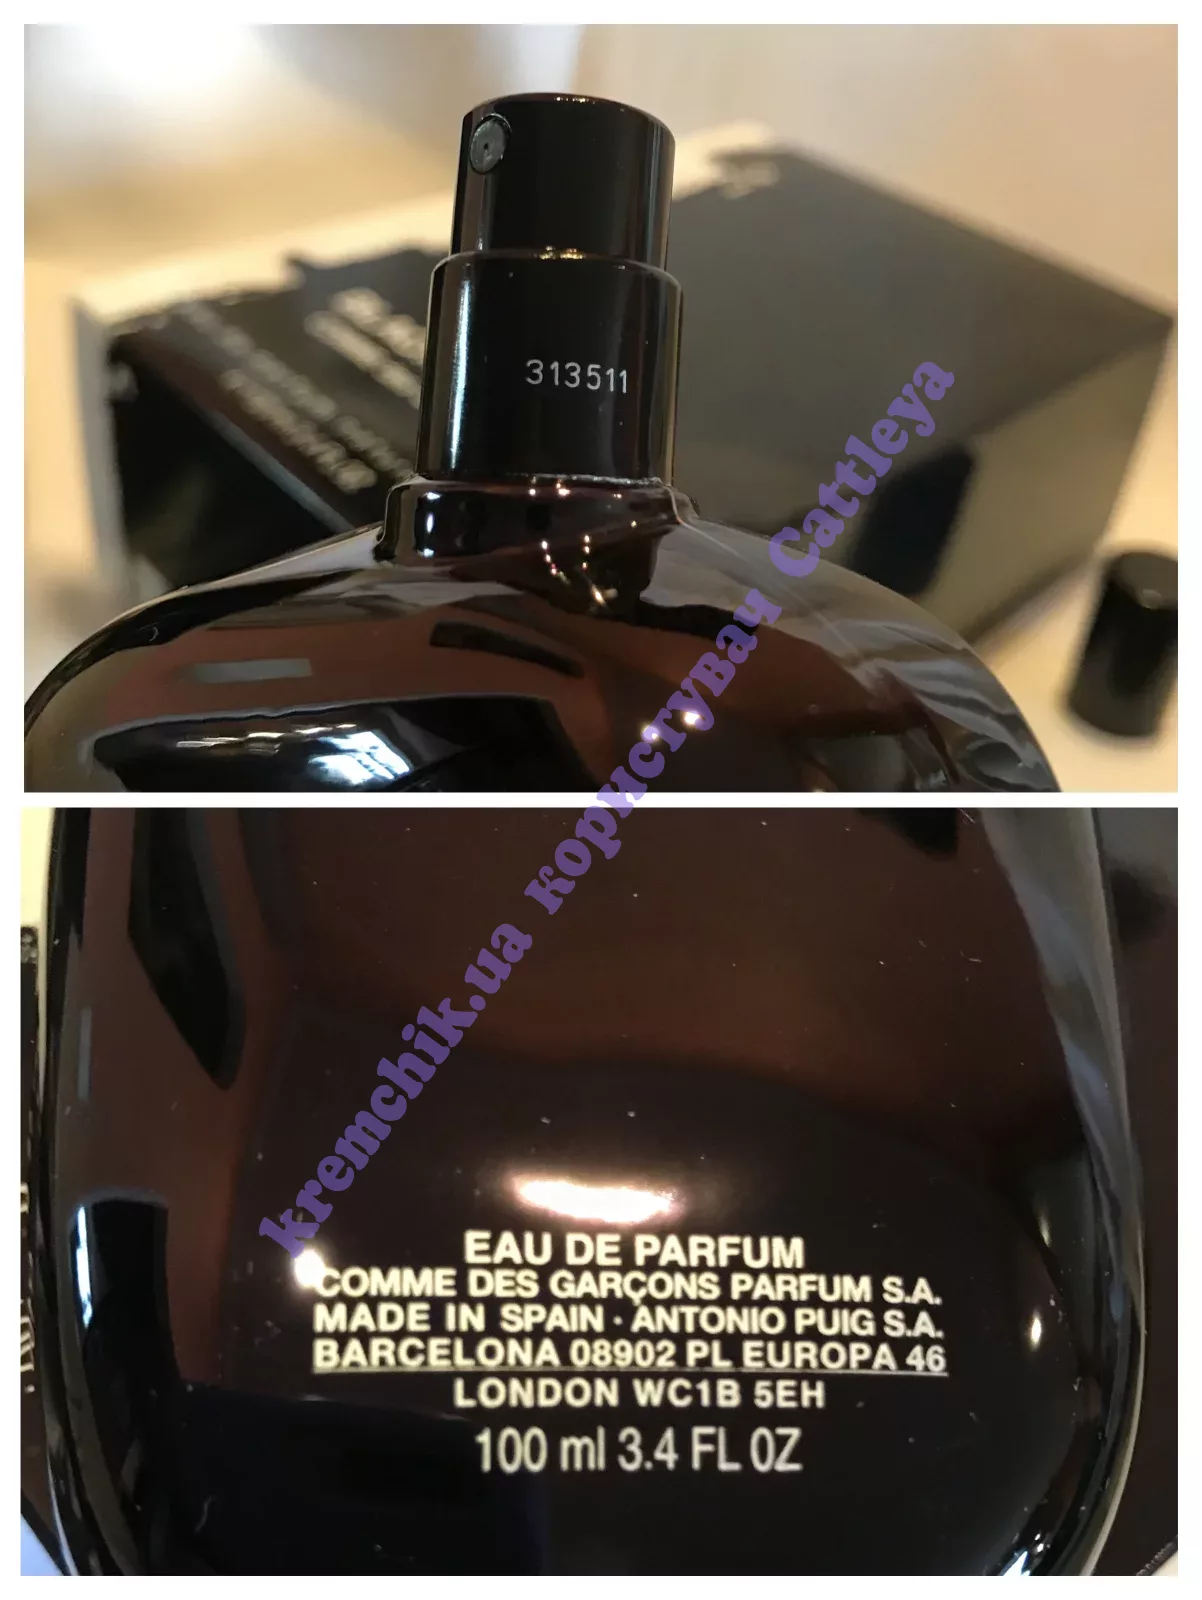 313511
kremchik.ua користувач Cattleya
EAU DE PARFUM
COMME DES GARÇONS PARFUM S.A.
MADE IN SPAIN · ANTONIO PUIG S.A.
BARCELONA 08902 PL EUROPA 46
LONDON WC1B 5EH
100 ml 3.4 FL OZ